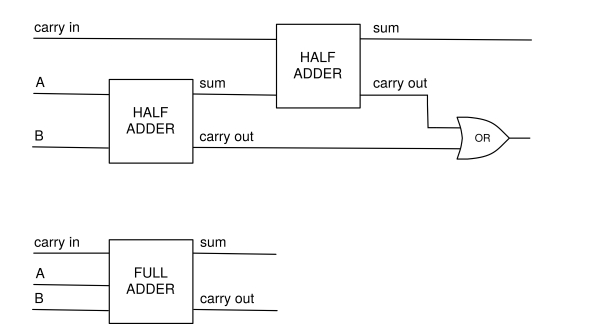 carry in
sum
HALF
ADDER
A
sum
carry out
HALF
ADDER
B
carry out
OR
carry in
sum
A
FULL
ADDER
B
carry out